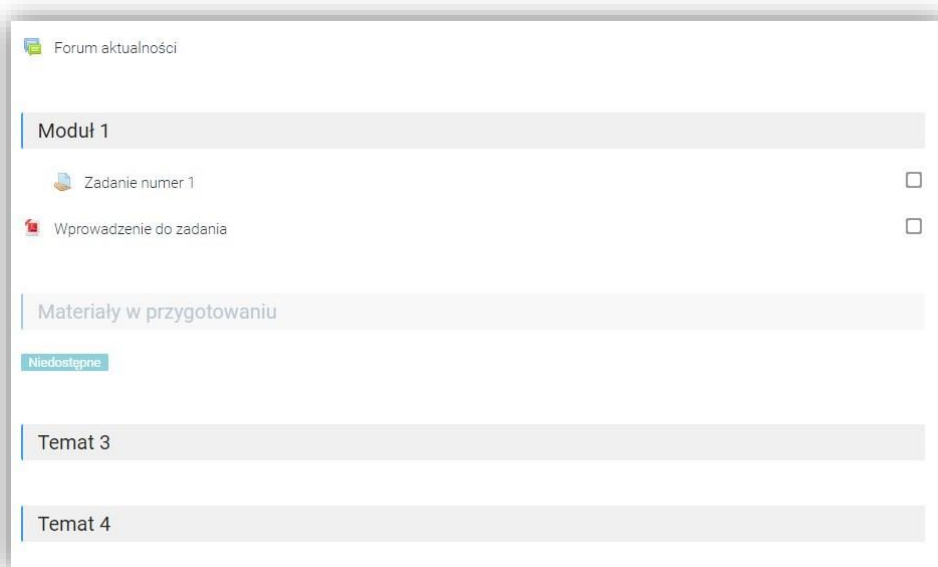 Forum aktualności
Moduł 1
Zadanie numer 1
Wprowadzenie do zadania
Materiały w przygotowaniu
Niedostępne
Temat 3
Temat 4